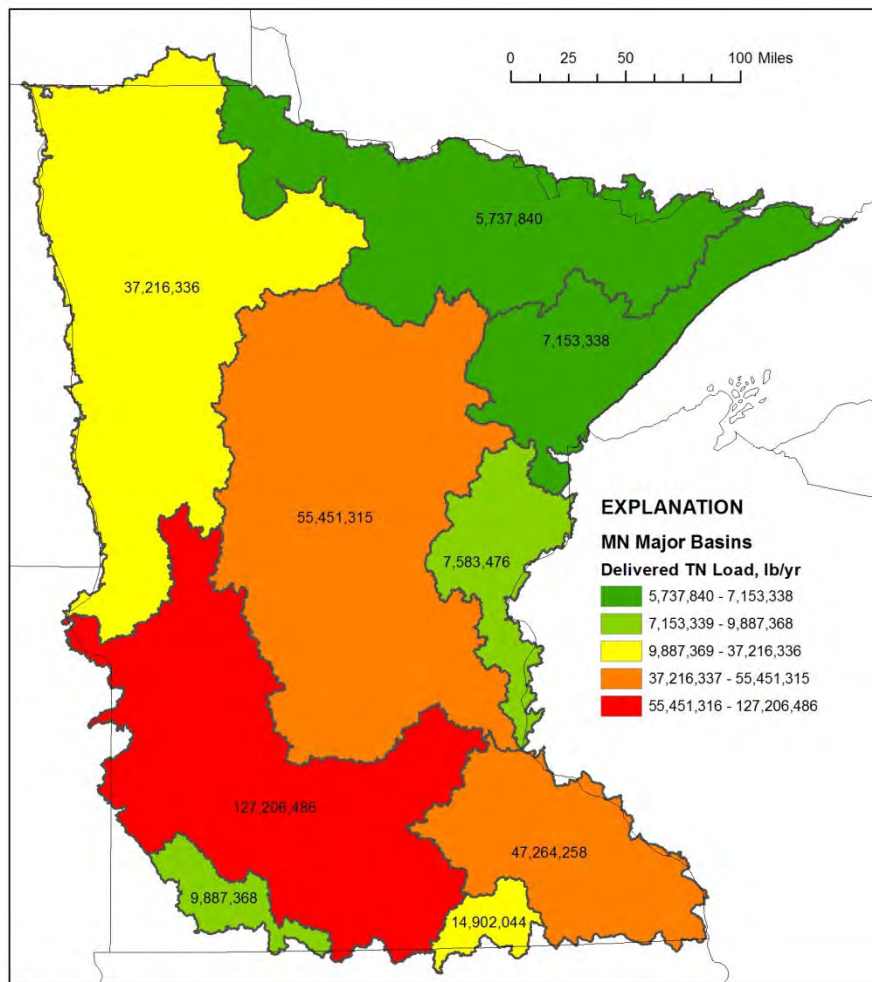 0 25 50 100 Miles
5,737,840
37,216,336
7,153,338
55,451,315
7,583,476
EXPLANATION
MN Major Basins
Delivered TN Load, lb/yr
5,737,840 - 7,153,338
7,153,339 - 9,887,368
9,887,369 - 37,216,336
37,216,337 - 55,451,315
55,451,316 - 127,206,486
127,206,486
47,264,258
9,887,368
14,902,044